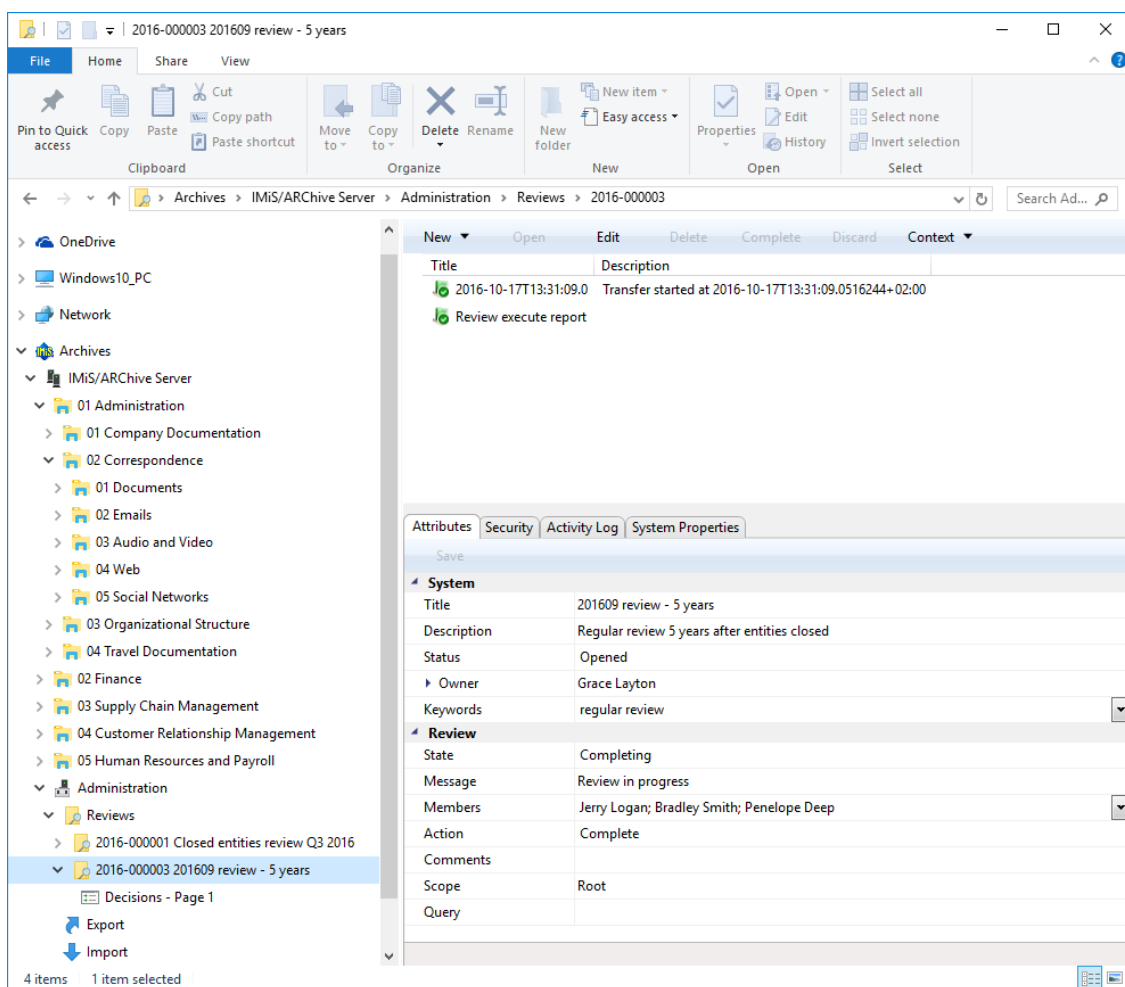 2016-000003 201609 review - 5 years
File Home Share View
Pin to Quick access
Copy
Paste
Cut
Copy path
Paste shortcut
Move to
Copy to
Delete
Rename
New folder
New item
Easy access
Properties
Open
Edit
History
Select all
Select none
Invert selection
Clipboard Organize New Open Select
Archives > IMiS/ARChive Server > Administration > Reviews > 2016-000003
Search Ad...
OneDrive
Windows10_PC
Network
Archives
IMiS/ARChive Server
01 Administration
01 Company Documentation
02 Correspondence
01 Documents
02 Emails
03 Audio and Video
04 Web
05 Social Networks
03 Organizational Structure
04 Travel Documentation
02 Finance
03 Supply Chain Management
04 Customer Relationship Management
05 Human Resources and Payroll
Administration
Reviews
2016-000001 Closed entities review Q3 2016
2016-000003 201609 review - 5 years
Decisions - Page 1
Export
Import
New Open Edit Delete Complete Discard Context
Title Description
2016-10-17T13:31:09.0 Transfer started at 2016-10-17T13:31:09.0516244+02:00
Review execute report
Attributes Security Activity Log System Properties
Save
System
Title 201609 review - 5 years
Description Regular review 5 years after entities closed
Status Opened
Owner Grace Layton
Keywords regular review
Review
State Completing
Message Review in progress
Members Jerry Logan; Bradley Smith; Penelope Deep
Action Complete
Comments
Scope Root
Query
4 items 1 item selected